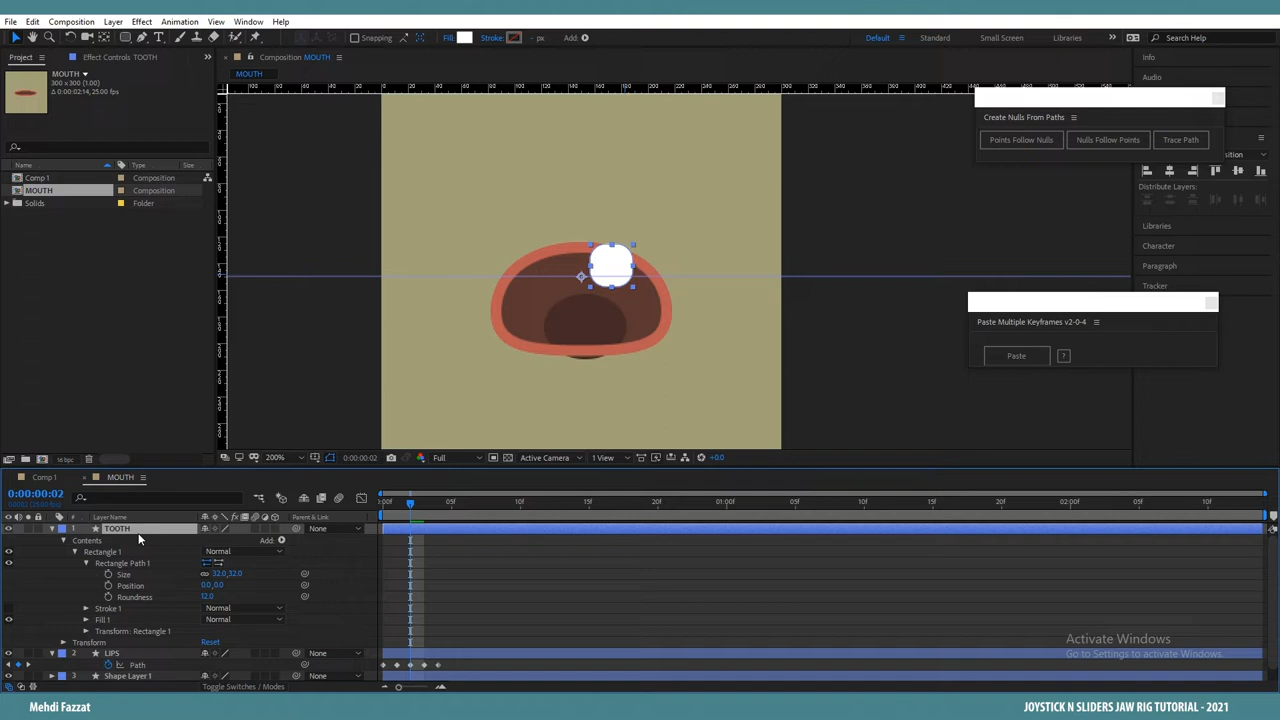 File Edit Composition Layer Effect Animation View Window Help
Snapping Fill: Stroke: - px Add: Default Standard Small Screen Libraries Search Help
Project Effect Controls TOOTH Composition MOUTH Info
MOUTH MOUTH
300 x 300 (1.00)
Δ 0:00:02:14, 25.00 fps
Audio
Create Nulls From Paths
Points Follow Nulls Nulls Follow Points Trace Path
Distribute Layers:
Name Type Size
Comp 1 Composition
MOUTH Composition
Solids Folder
Libraries
Character
Paragraph
Tracker
Paste Multiple Keyframes v2-0-4
Paste ?
16 bpc 200% 0:00:00:02 Full Active Camera 1 View +0.0
Comp 1 MOUTH
0:00:00:02
:00f 05f 10f 15f 20f 01:00f 05f 10f 15f 20f 02:00f 05f 10f
# Layer Name Parent & Link
1 TOOTH None
Contents Add:
Rectangle 1 Normal
Rectangle Path 1
Size 32.0,32.0
Position 0.0,0.0
Roundness 12.0
Stroke 1 Normal
Fill 1 Normal
Transform: Rectangle 1
Transform Reset
2 LIPS None
Path
3 Shape Layer 1 None
Toggle Switches / Modes
Activate Windows
Go to Settings to activate Windows.
Mehdi Fazzat JOYSTICK N SLIDERS JAW RIG TUTORIAL - 2021